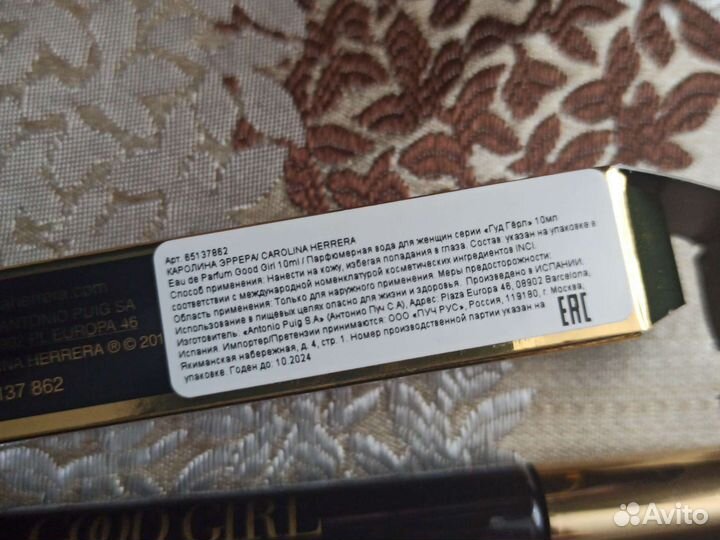 Арт. 65137862
КАРОЛИНА ЭРРЕРА/ CAROLINA HERRERA
Eau de Parfum Good Girl 10ml / Парфюмерная вода для женщин серии «Гуд Гёрл» 10мл
Способ применения: Нанести на кожу, избегая попадания в глаза. Состав: указан на упаковке в
соответствии с международной номенклатурой косметических ингредиентов INCI.
Область применения: Только для наружного применения. Меры предосторожности:
Использование в пищевых целях опасно для жизни и здоровья. Произведено в ИСПАНИИ.
Изготовитель: «Antonio Puig S.A» (Антонио Пуч С.А), Адрес: Plaza Europa 46, 08902 Barcelona,
Испания. Импортер/Претензии принимаются: ООО «ПУЧ РУС», Россия, 119180, г. Москва,
Якиманская набережная, д. 4, стр. 1. Номер производственной партии указан на
упаковке. Годен до: 10.2024
EAC
herrera.com
PUIG SA
EUROPA 46
NA HERRERA ® © 201
137 862
GOOD GIRL
Avito